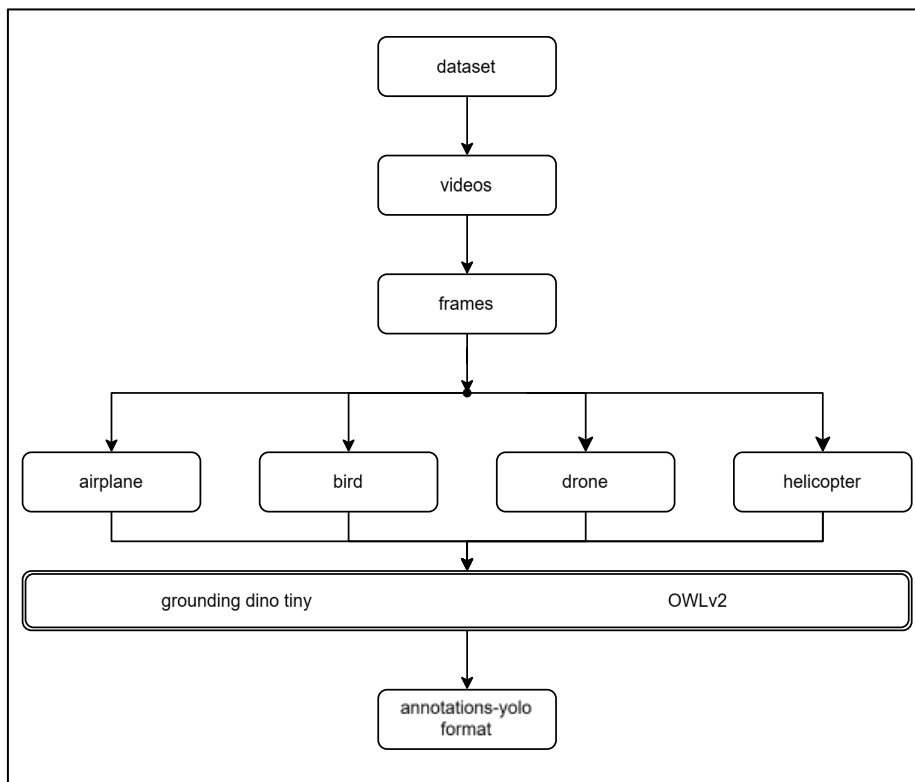 dataset
videos
frames
airplane
bird
drone
helicopter
grounding dino tiny
OWLv2
annotations-yolo
format